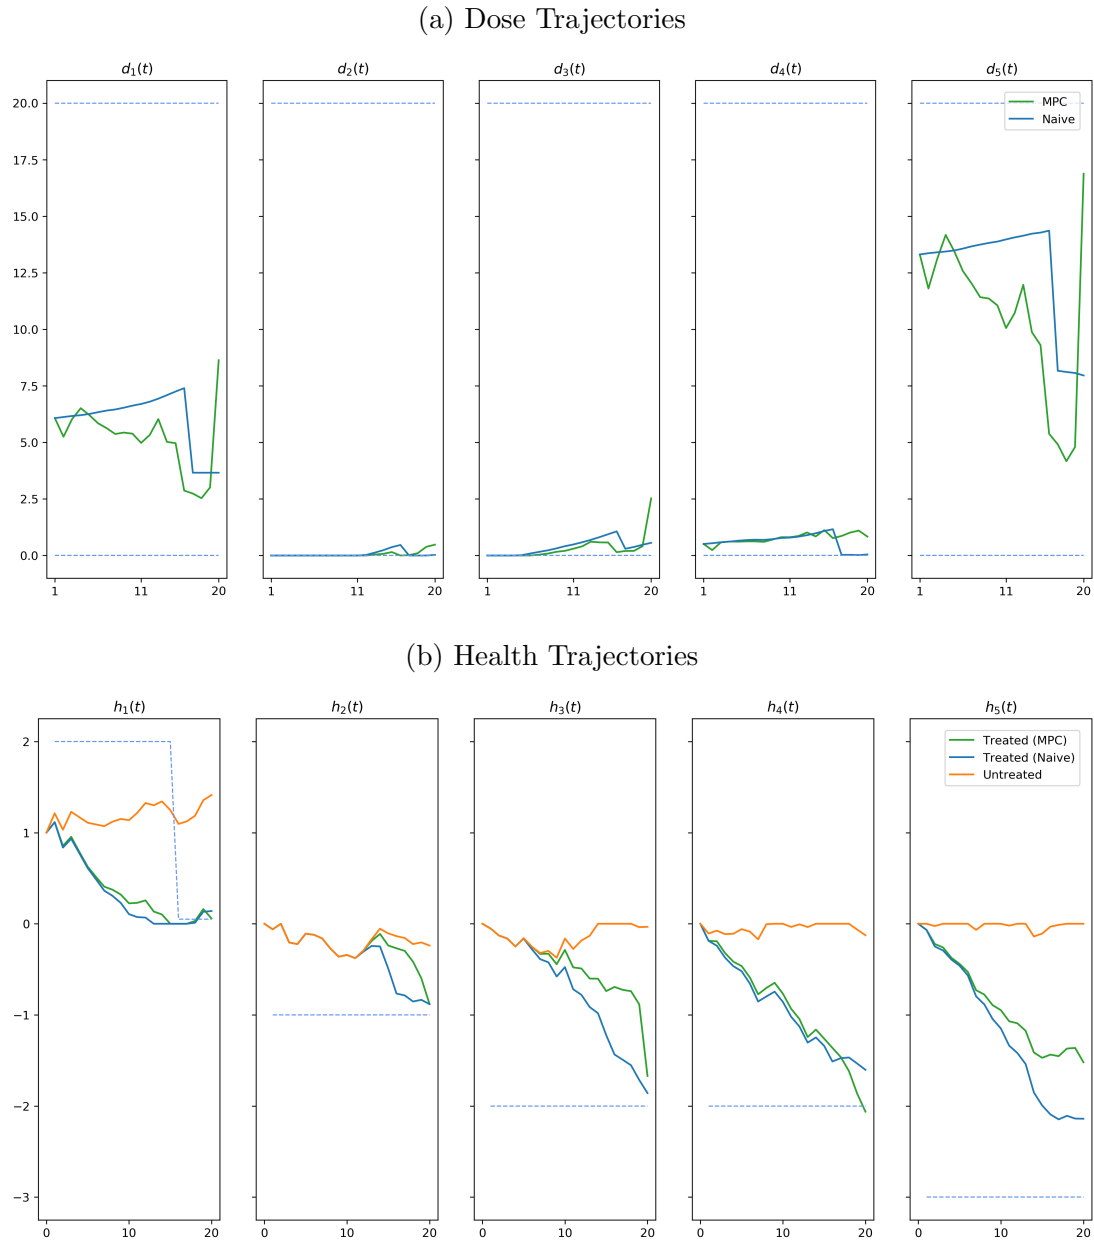 (a) Dose Trajectories
d₁(t) d₂(t) d₃(t) d₄(t) d₅(t)
20.0
17.5
15.0
12.5
10.0
7.5
5.0
2.5
0.0
MPC
Naive
1 11 20 1 11 20 1 11 20 1 11 20 1 11 20
(b) Health Trajectories
h₁(t) h₂(t) h₃(t) h₄(t) h₅(t)
2
1
0
−1
−2
−3
Treated (MPC)
Treated (Naive)
Untreated
0 10 20 0 10 20 0 10 20 0 10 20 0 10 20